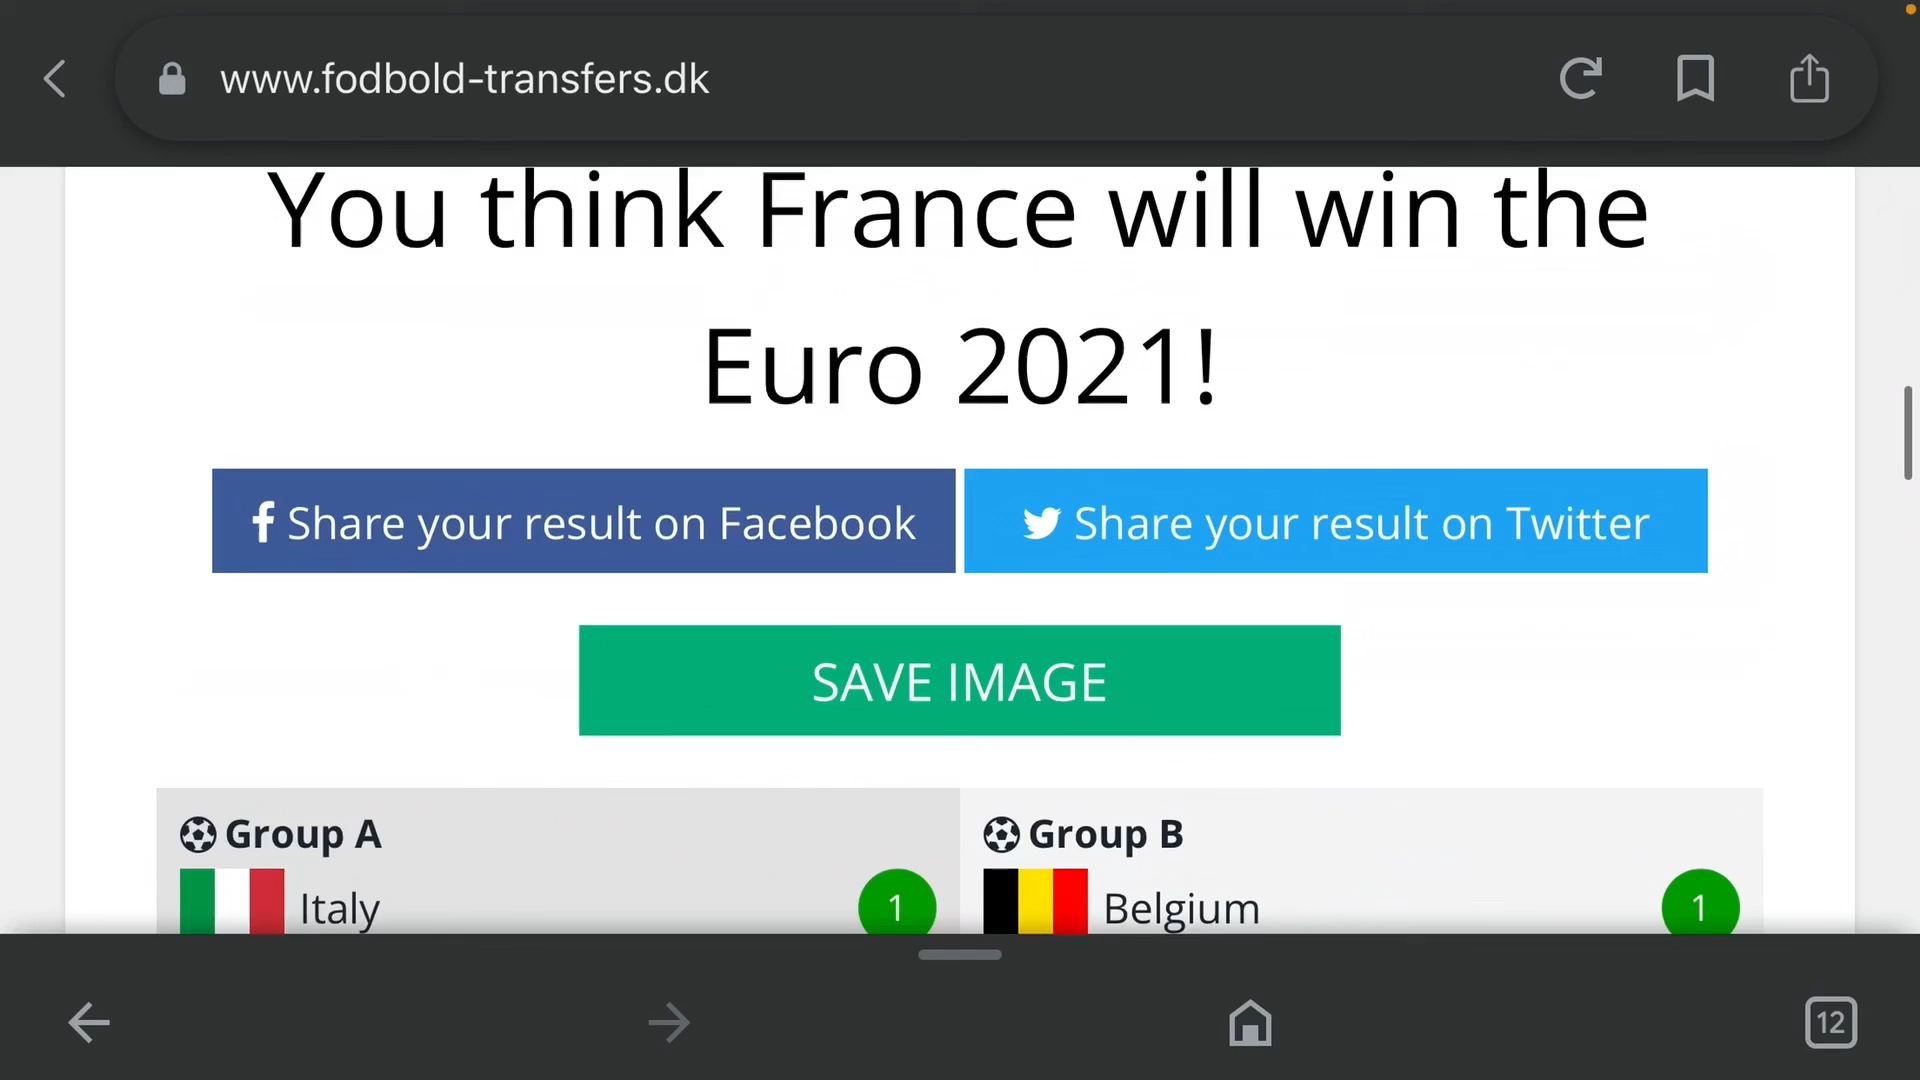 www.fodbold-transfers.dk
You think France will win the
Euro 2021!
Share your result on Facebook
Share your result on Twitter
SAVE IMAGE
Group A
Group B
Italy
1
Belgium
1
12